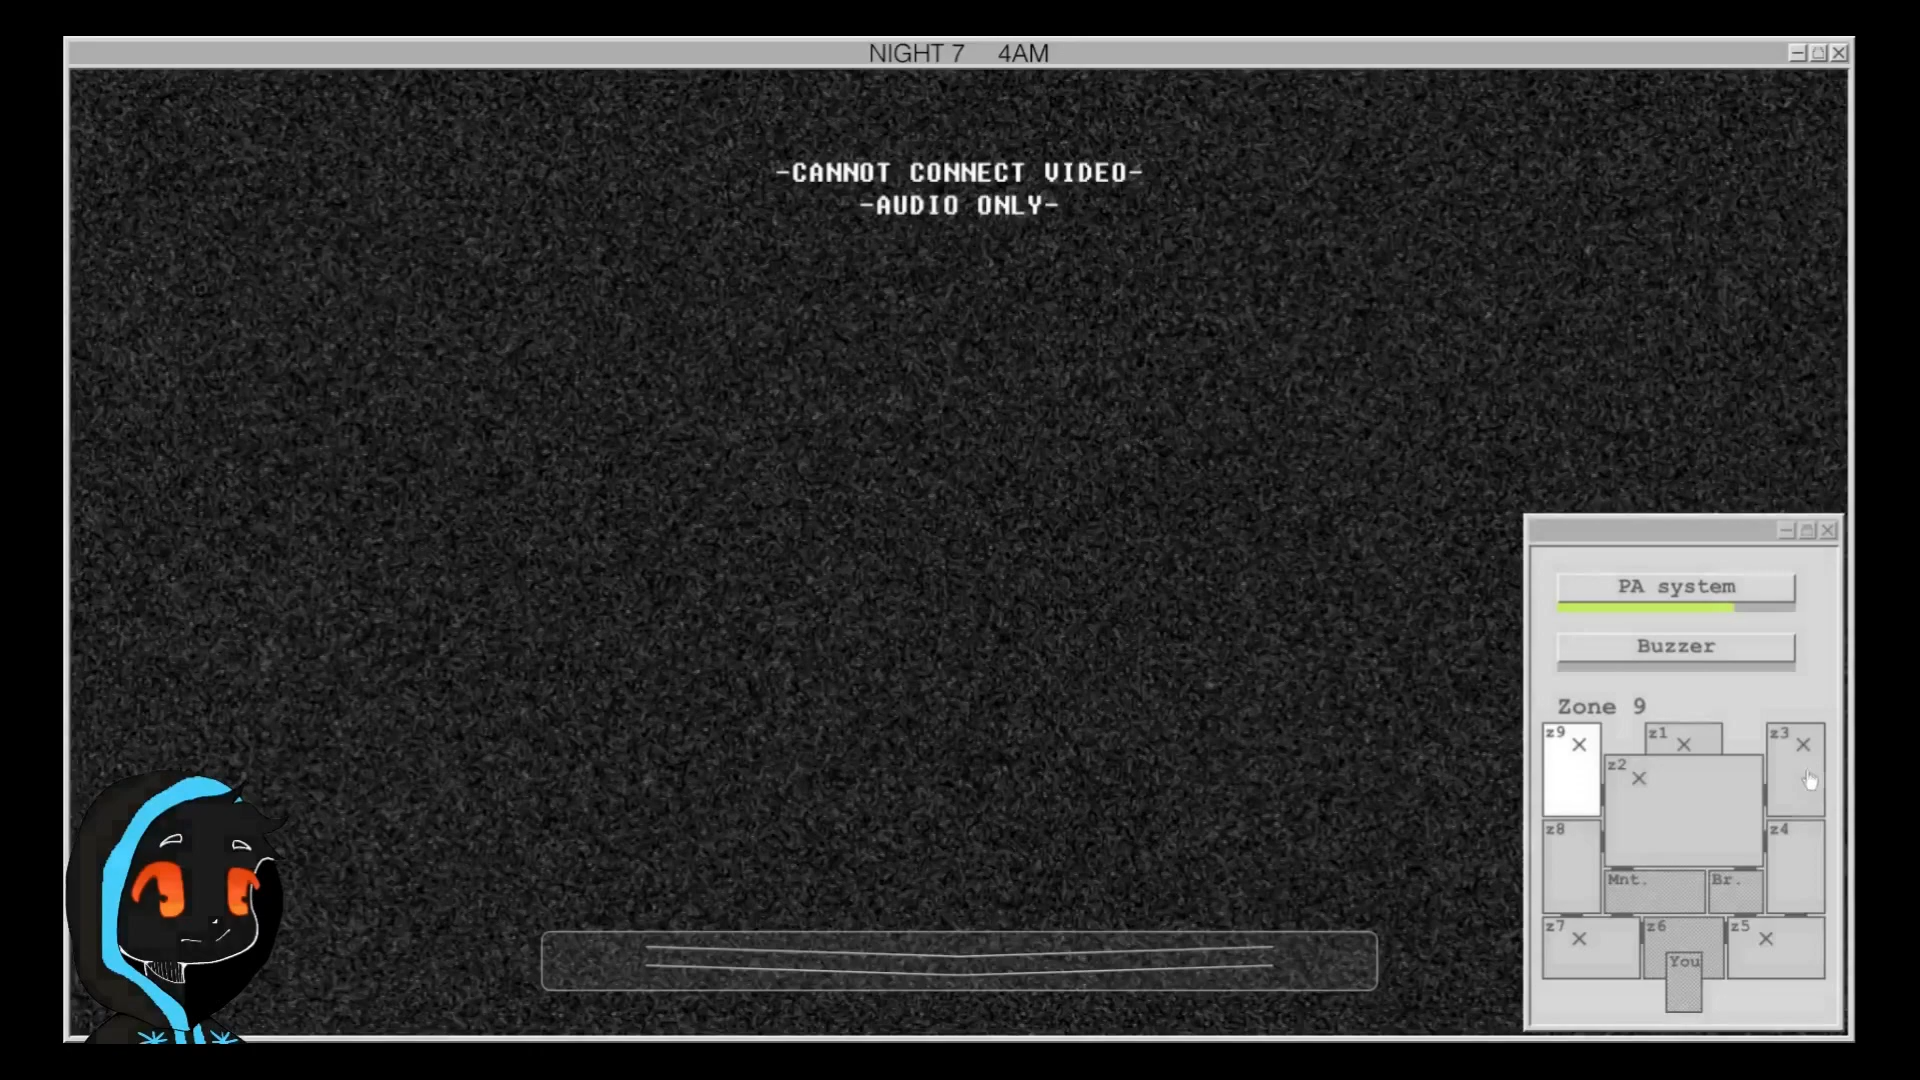 NIGHT 7 4AM
-CANNOT CONNECT VIDEO-
-AUDIO ONLY-
PA system
Buzzer
Zone 9
z9
z1
z3
z2
z8
z4
Mnt.
Br.
z7
z6
z5
You